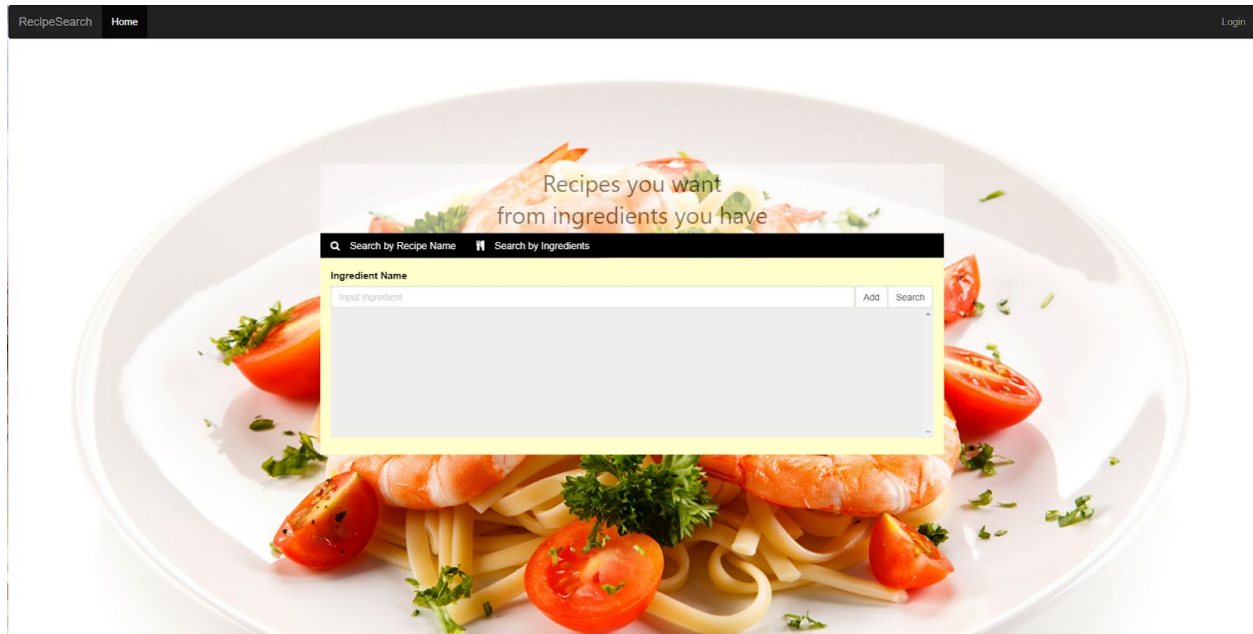 RecipeSearch Home Login
Recipes you want
from ingredients you have
Search by Recipe Name Search by Ingredients
Ingredient Name
Input Ingredient Add Search